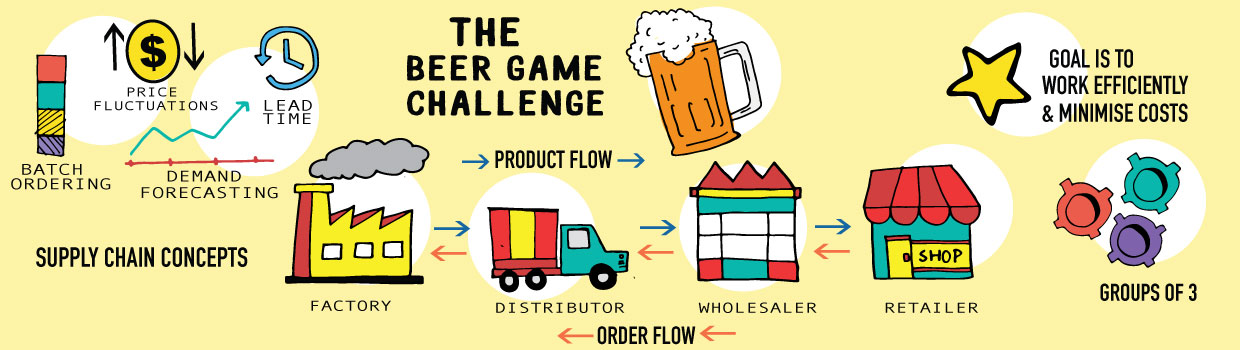 THE
BEER GAME
CHALLENGE
PRICE
FLUCTUATIONS
LEAD
TIME
BATCH
ORDERING
DEMAND
FORECASTING
SUPPLY CHAIN CONCEPTS
$
GOAL IS TO
WORK EFFICIENTLY
& MINIMISE COSTS
PRODUCT FLOW
FACTORY
DISTRIBUTOR
WHOLESALER
SHOP
RETAILER
ORDER FLOW
GROUPS OF 3